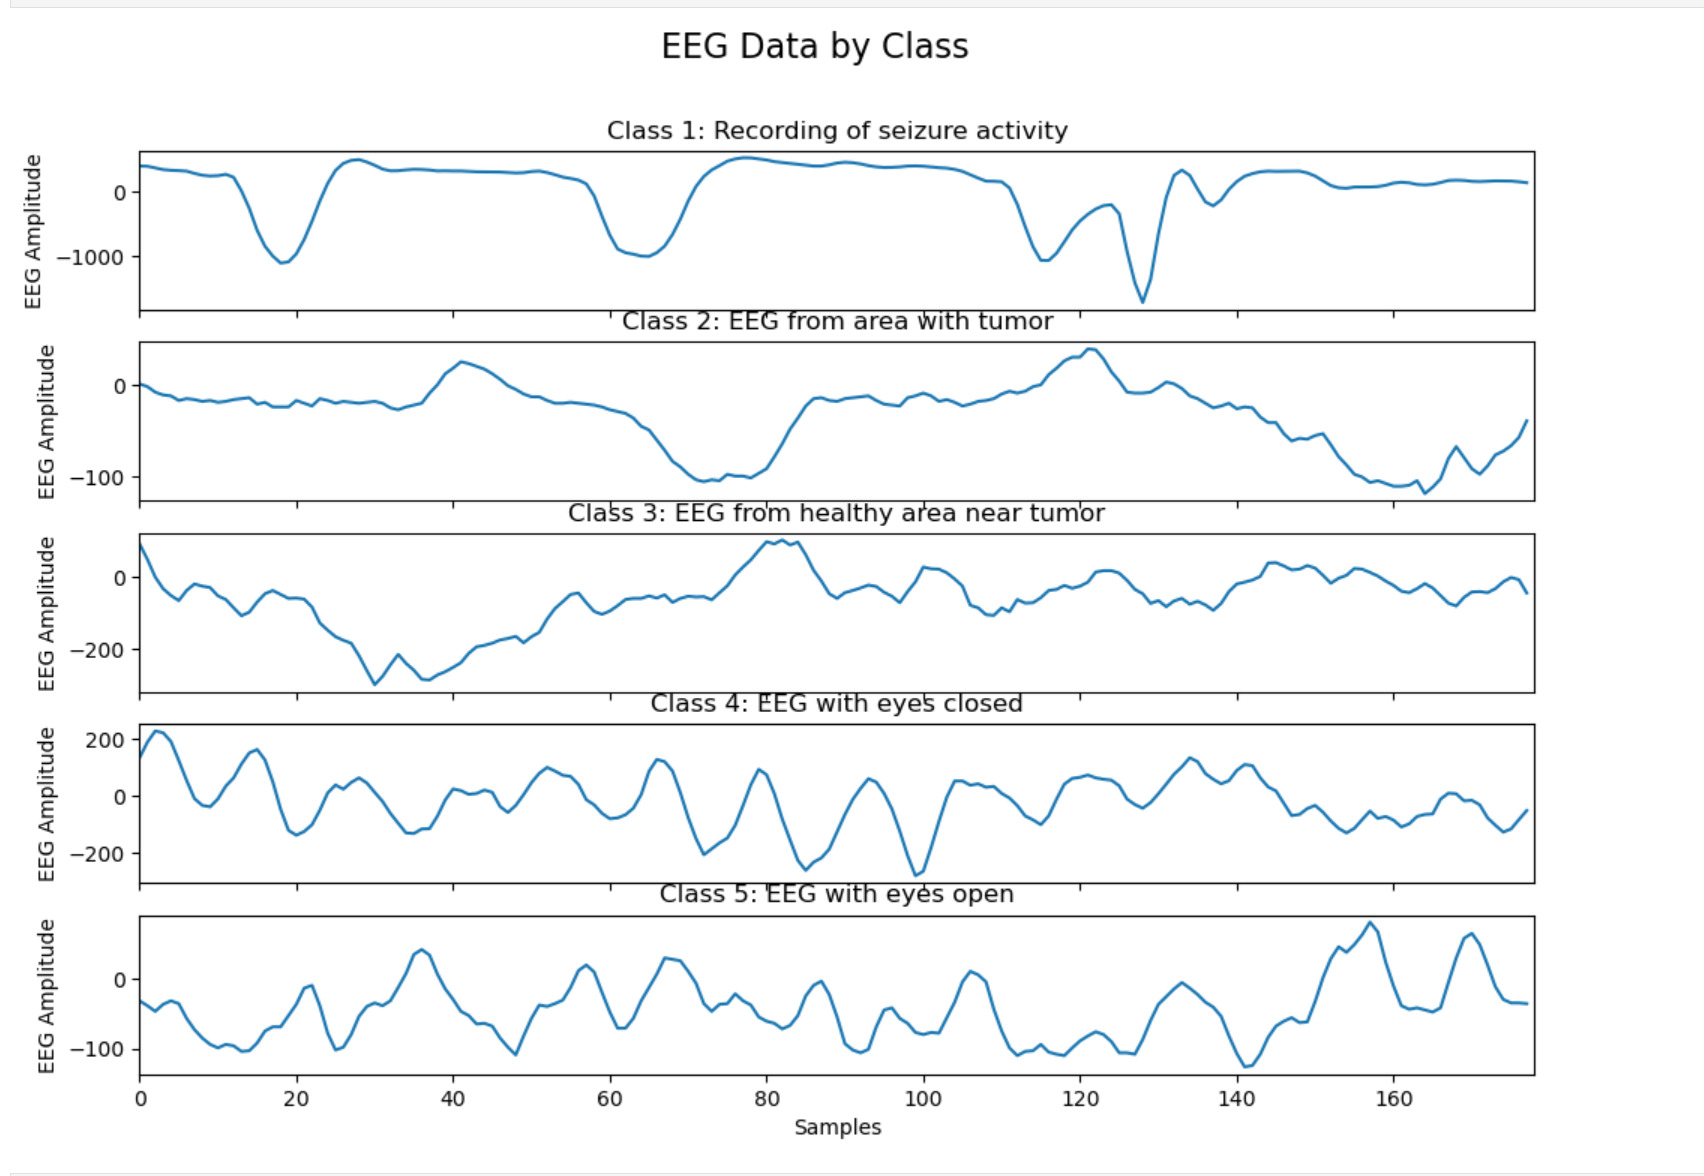 EEG Data by Class
Class 1: Recording of seizure activity
EEG Amplitude
0
−1000
Class 2: EEG from area with tumor
EEG Amplitude
0
−100
Class 3: EEG from healthy area near tumor
EEG Amplitude
0
−200
Class 4: EEG with eyes closed
EEG Amplitude
200
0
−200
Class 5: EEG with eyes open
EEG Amplitude
0
−100
0 20 40 60 80 100 120 140 160
Samples